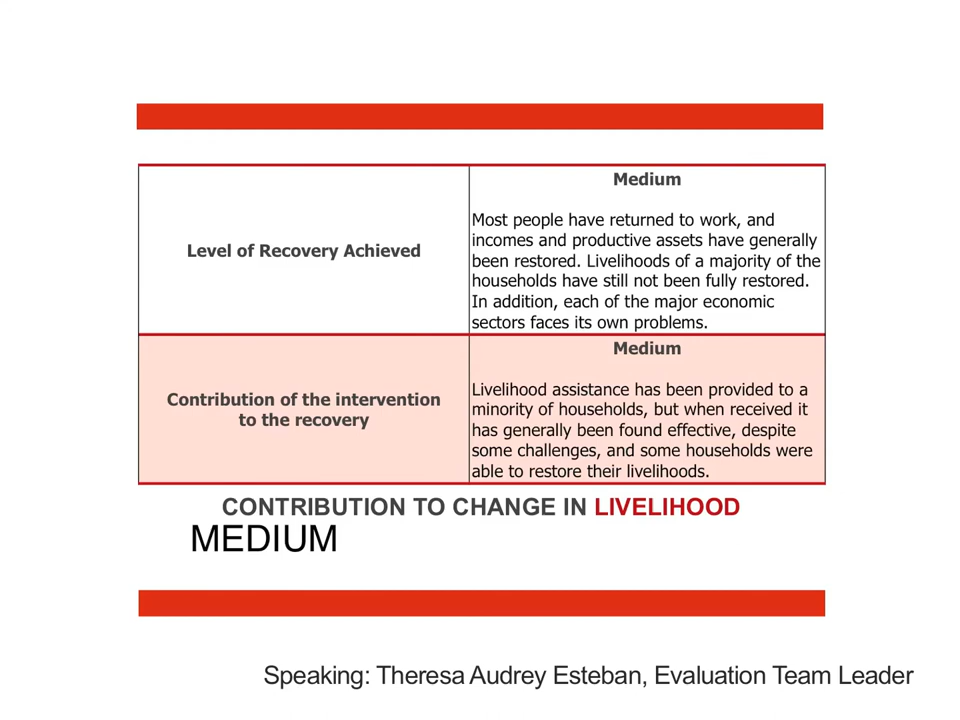 Level of Recovery Achieved
Medium
Most people have returned to work, and
incomes and productive assets have generally
been restored. Livelihoods of a majority of the
households have still not been fully restored.
In addition, each of the major economic
sectors faces its own problems.
Contribution of the intervention
to the recovery
Medium
Livelihood assistance has been provided to a
minority of households, but when received it
has generally been found effective, despite
some challenges, and some households were
able to restore their livelihoods.
CONTRIBUTION TO CHANGE IN LIVELIHOOD
MEDIUM
Speaking: Theresa Audrey Esteban, Evaluation Team Leader